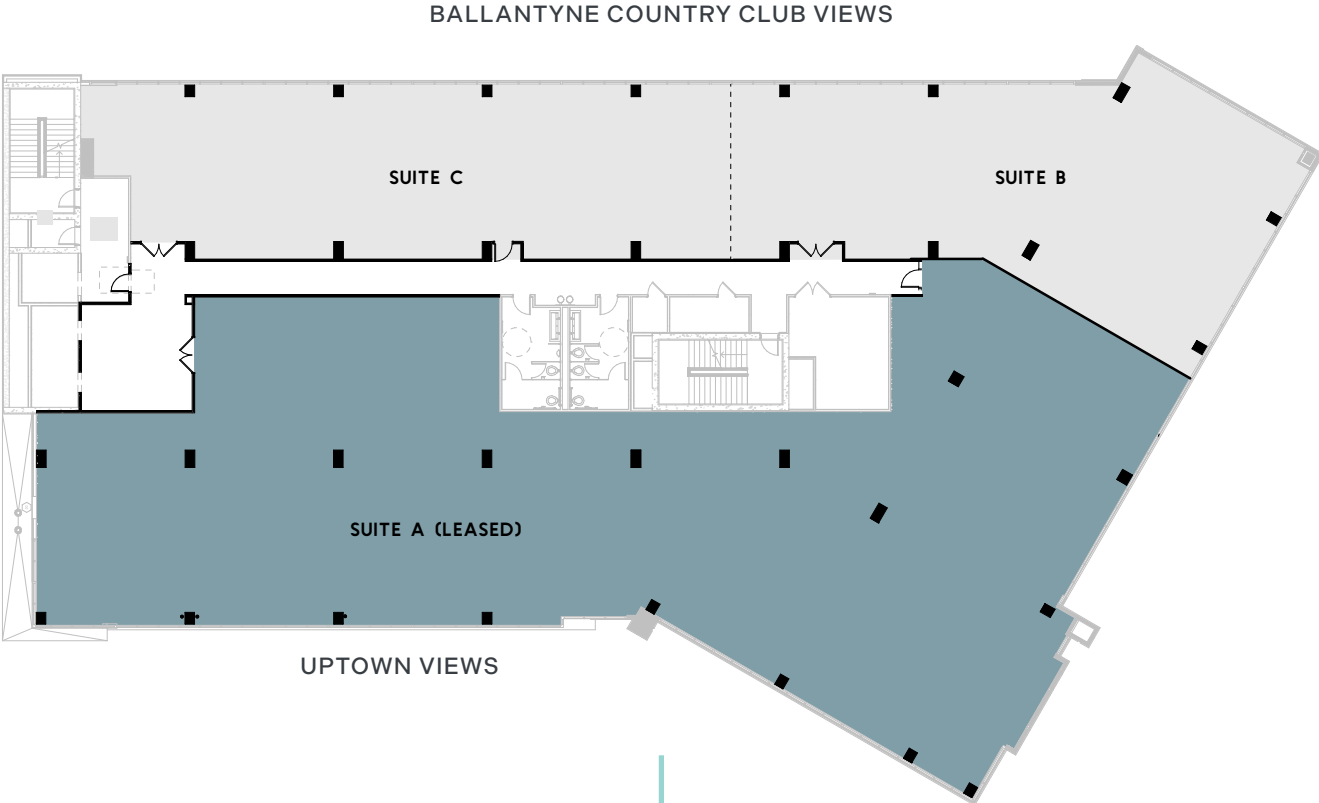 BALLANTYNE COUNTRY CLUB VIEWS
SUITE C
SUITE B
SUITE A (LEASED)
UPTOWN VIEWS